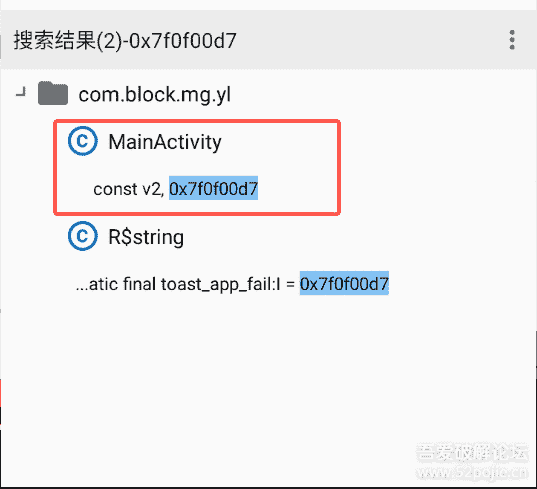 搜索结果(2)-0x7f0f00d7
com.block.mg.yl
C MainActivity
const v2, 0x7f0f00d7
C R$string
...atic final toast_app_fail:I = 0x7f0f00d7
吾爱破解论坛
www.52pojie.cn